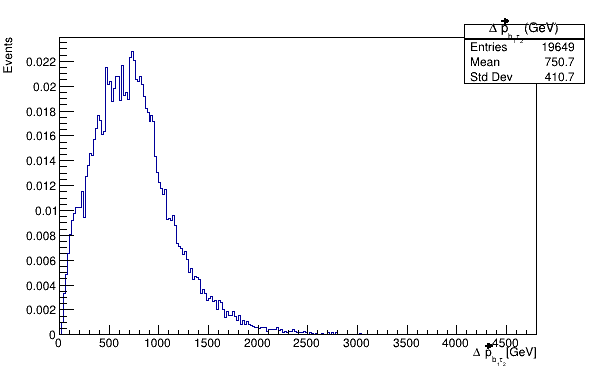 Δ p⃗_{b₁τ₂} (GeV)
Entries 19649
Mean 750.7
Std Dev 410.7
Events
0.022
0.02
0.018
0.016
0.014
0.012
0.01
0.008
0.006
0.004
0.002
0
0 500 1000 1500 2000 2500 3000 3500 4000 4500
Δ p⃗_{b₁τ₂} [GeV]